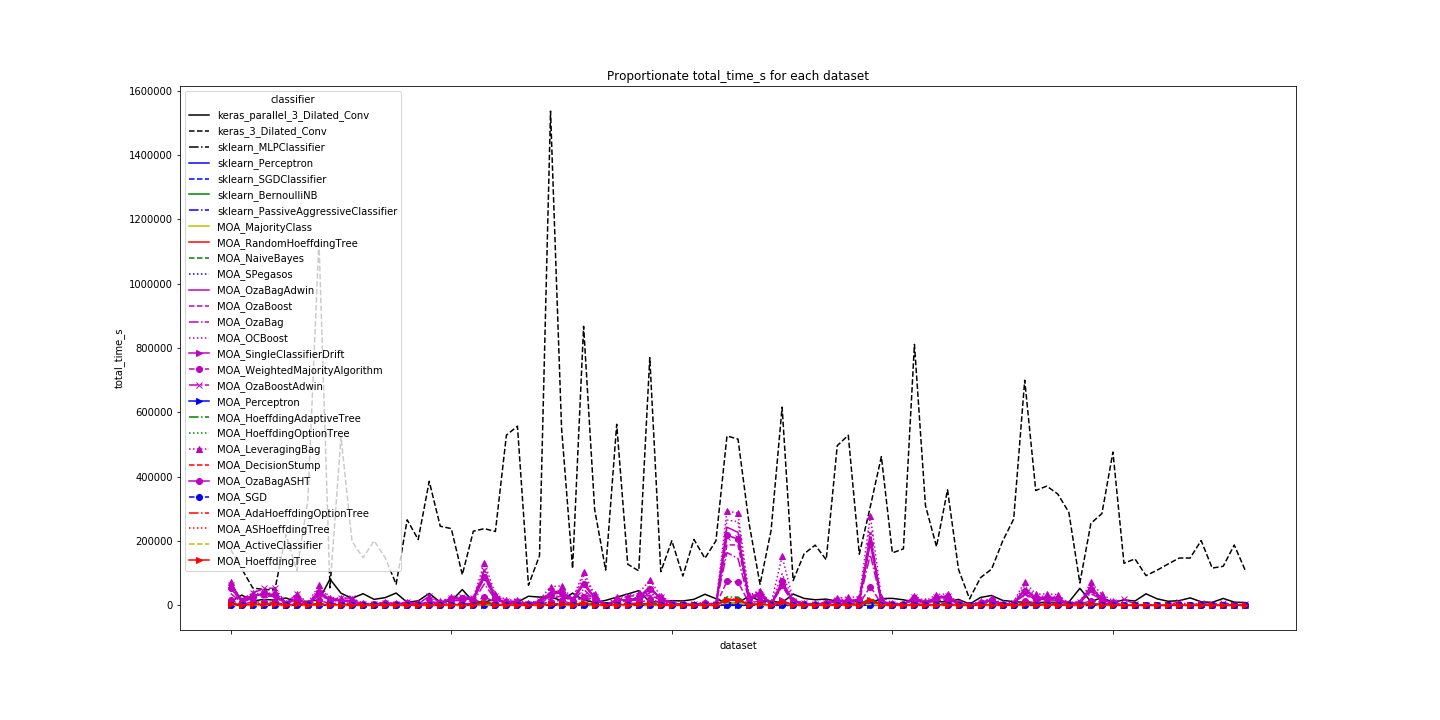 Proportionate total_time_s for each dataset
1600000
1400000
1200000
1000000
800000
600000
400000
200000
0
total_time_s
dataset
classifier
keras_parallel_3_Dilated_Conv
keras_3_Dilated_Conv
sklearn_MLPClassifier
sklearn_Perceptron
sklearn_SGDClassifier
sklearn_BernoulliNB
sklearn_PassiveAggressiveClassifier
MOA_MajorityClass
MOA_RandomHoeffdingTree
MOA_NaiveBayes
MOA_SPegasos
MOA_OzaBagAdwin
MOA_OzaBoost
MOA_OzaBag
MOA_OCBoost
MOA_SingleClassifierDrift
MOA_WeightedMajorityAlgorithm
MOA_OzaBoostAdwin
MOA_Perceptron
MOA_HoeffdingAdaptiveTree
MOA_HoeffdingOptionTree
MOA_LeveragingBag
MOA_DecisionStump
MOA_OzaBagASHT
MOA_SGD
MOA_AdaHoeffdingOptionTree
MOA_ASHoeffdingTree
MOA_ActiveClassifier
MOA_HoeffdingTree